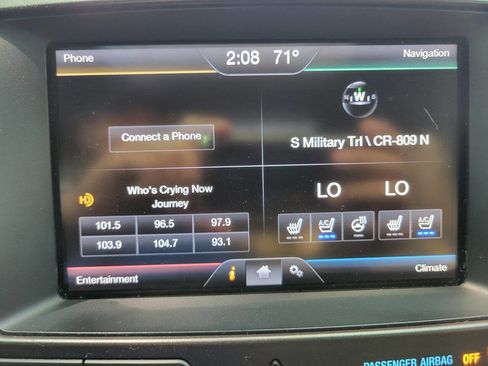 Phone
2:08 71°
Navigation
Connect a Phone
N W S
S Military Trl \ CR-809 N
HD
Who's Crying Now
Journey
101.5 96.5 97.9
103.9 104.7 93.1
LO LO
A/C
A/C
Entertainment
i
Climate
PASSENGER AIRBAG OFF